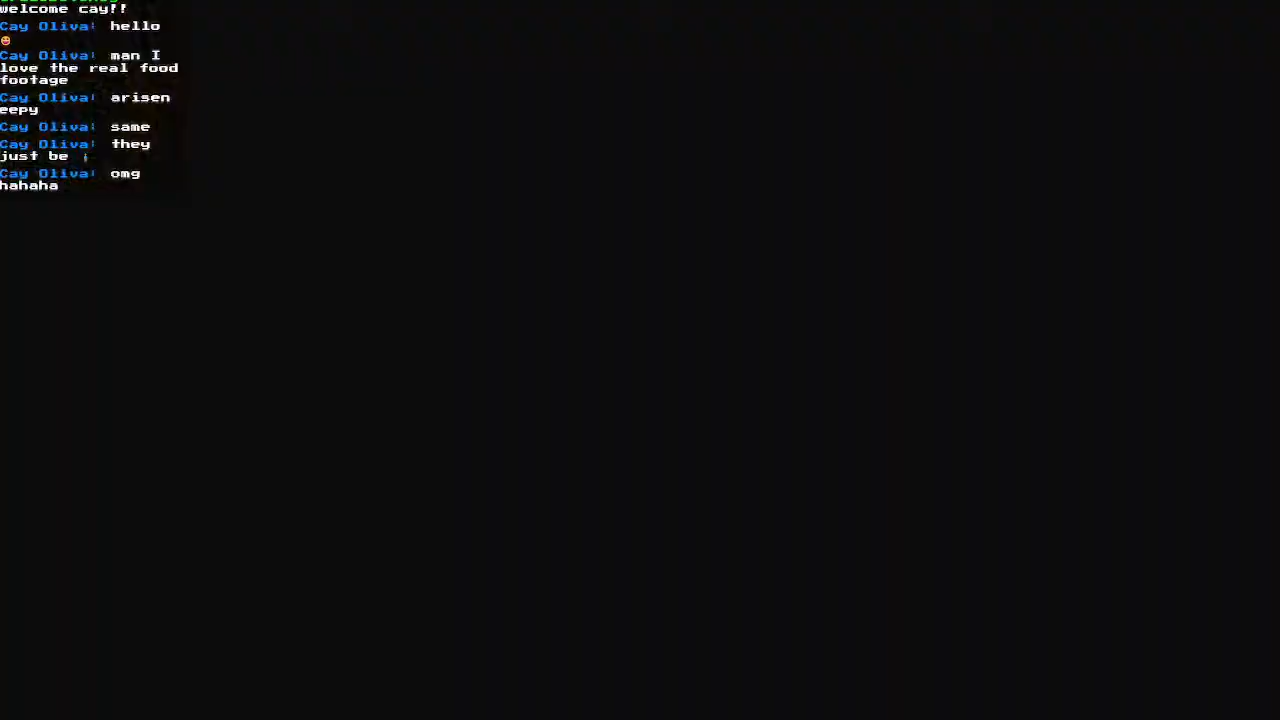 welcome cay!!
Cay Oliva: hello
Cay Oliva: man I
love the real food
footage
Cay Oliva: arisen
eepy
Cay Oliva: same
Cay Oliva: they
just be
Cay Oliva: omg
hahaha